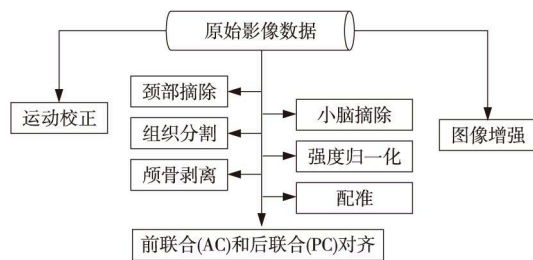 原始影像数据
颈部摘除
运动校正
小脑摘除
组织分割
图像增强
强度归一化
颅骨剥离
配准
前联合(AC)和后联合(PC)对齐